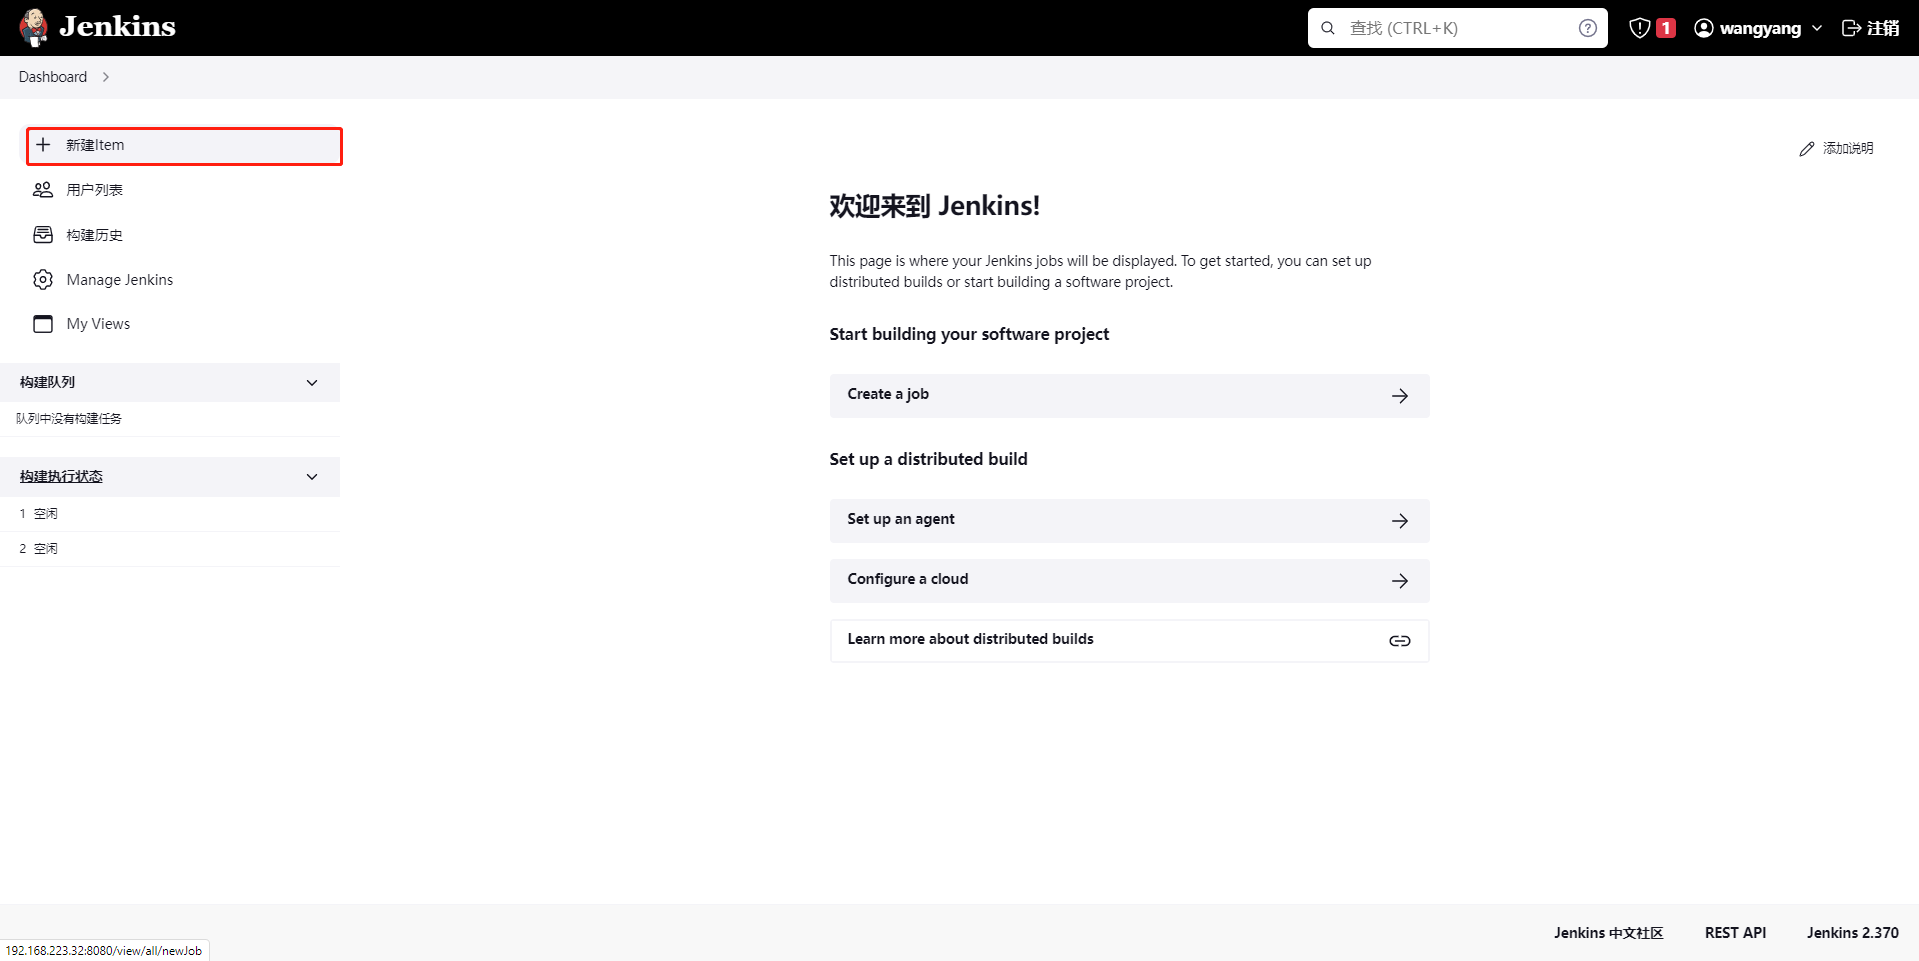 Jenkins
查找 (CTRL+K)
1
wangyang
注销
Dashboard
新建Item
用户列表
构建历史
Manage Jenkins
My Views
构建队列
队列中没有构建任务
构建执行状态
1 空闲
2 空闲
添加说明
欢迎来到 Jenkins!
This page is where your Jenkins jobs will be displayed. To get started, you can set up
distributed builds or start building a software project.
Start building your software project
Create a job
Set up a distributed build
Set up an agent
Configure a cloud
Learn more about distributed builds
Jenkins 中文社区
REST API
Jenkins 2.370
192.168.223.32:8080/view/all/newJob